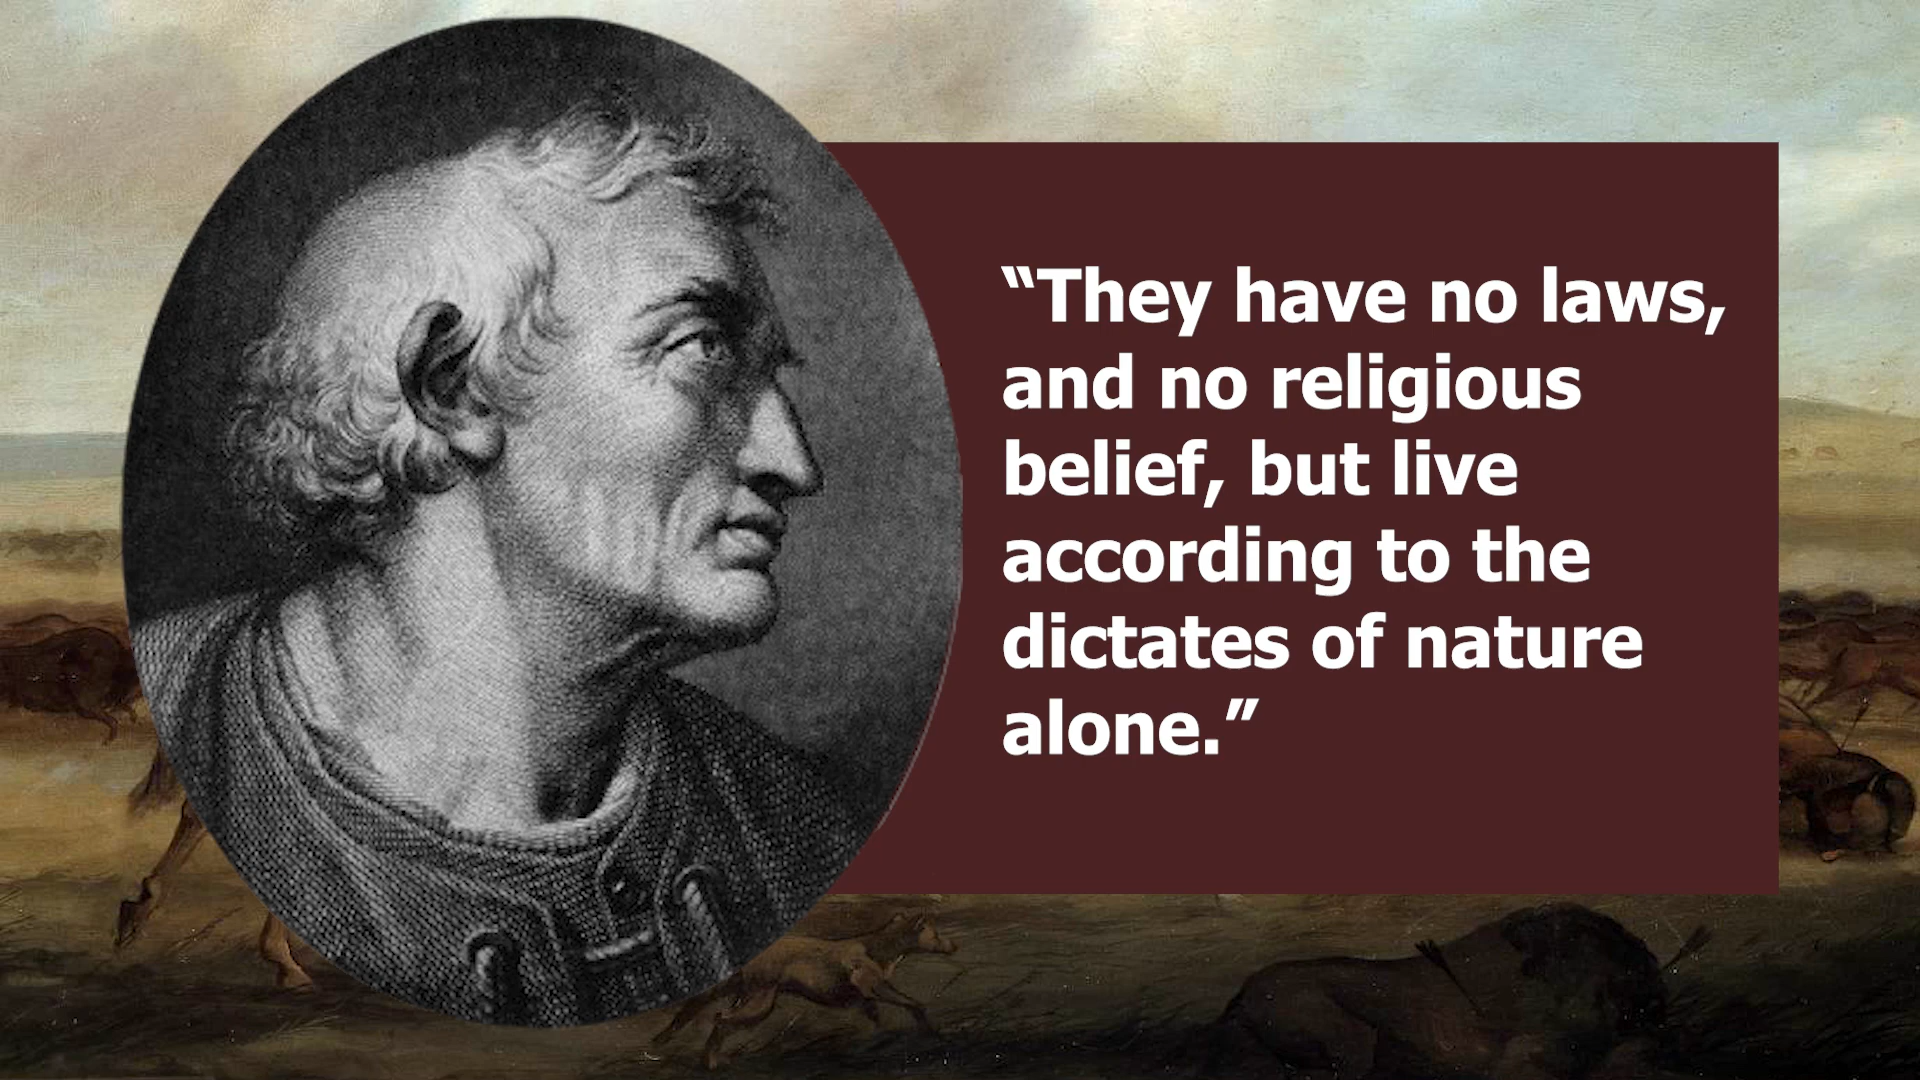 “They have no laws,
and no religious
belief, but live
according to the
dictates of nature
alone.”